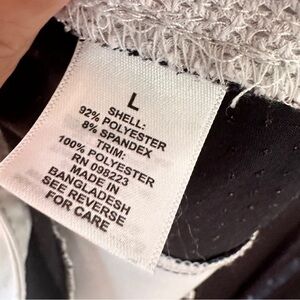 L
SHELL:
92% POLYESTER
8% SPANDEX
TRIM:
100% POLYESTER
RN 098223
MADE IN
BANGLADESH
SEE REVERSE
FOR CARE